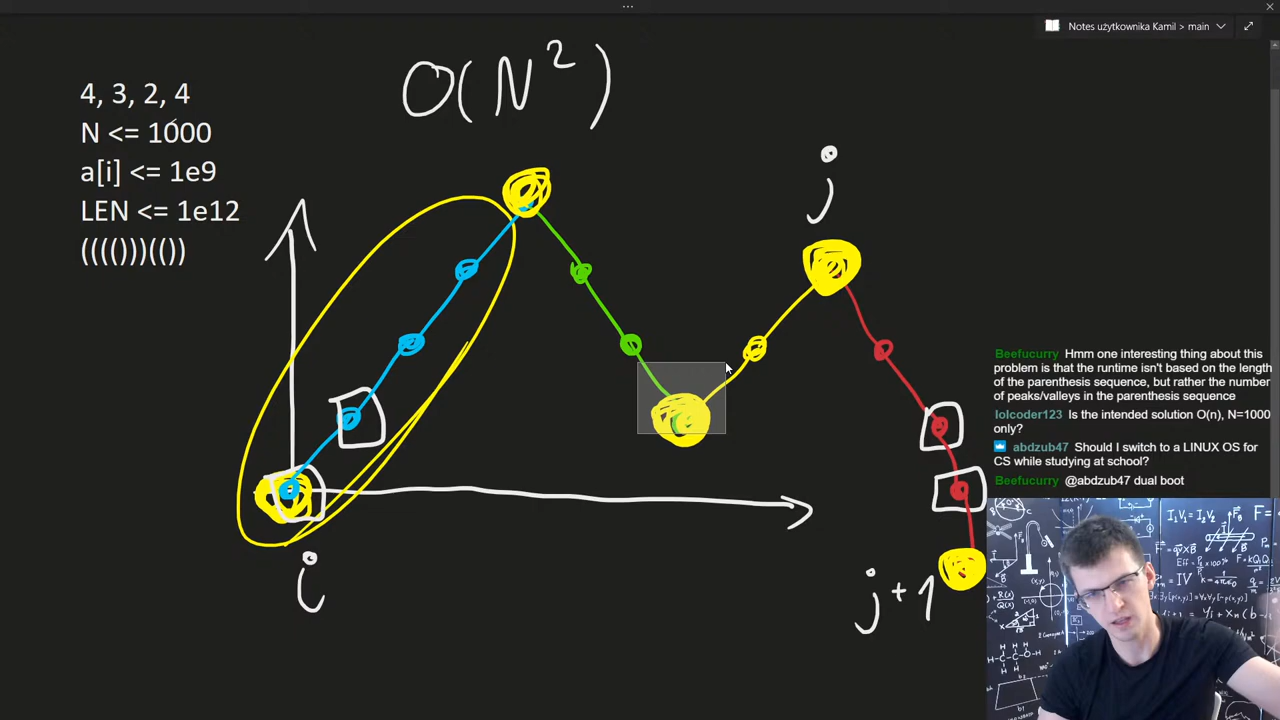 Notes użytkownika Kamil > main
O(N²)
4, 3, 2, 4
N <= 1000
a[i] <= 1e9
LEN <= 1e12
(((()))(())
j
i
j+1
Beefucurry Hmm one interesting thing about this
problem is that the runtime isn't based on the
length of the parenthesis sequence, but rather the number
of peaks/valleys in the parenthesis sequence
lolcoder123 Is the intended solution O(n), N=1000
only?
abdzub47 Should I switch to a LINUX OS for
CS while studying at school?
Beefucurry @abdzub47 dual boot